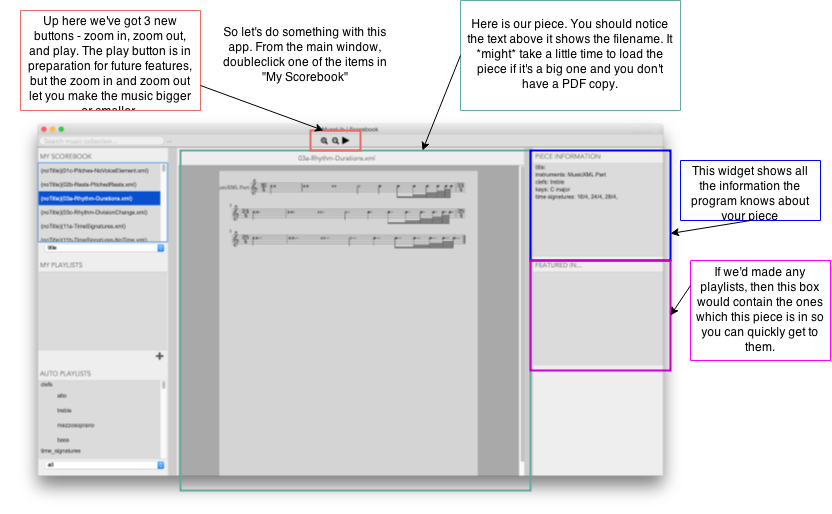 Up here we've got 3 new
buttons - zoom in, zoom out,
and play. The play button is in
preparation for future features,
but the zoom in and zoom out
let you make the music bigger
or smaller
So let's do something with this
app. From the main window,
doubleclick one of the items in
"My Scorebook"
Here is our piece. You should notice
the text above it shows the filename. It
*might* take a little time to load the
piece if it's a big one and you don't
have a PDF copy.
MuseLib | Scorebook
Search music collection...
MY SCOREBOOK
(noTitle)(01c-Pitches-NoVoiceElement.xml)
(noTitle)(02b-Rests-PitchedRests.xml)
(noTitle)(03a-Rhythm-Durations.xml)
(noTitle)(03c-Rhythm-DivisionChange.xml)
(noTitle)(11a-TimeSignatures.xml)
(noTitle)(11b-TimeSignatures-NoTime.xml)
title
MY PLAYLISTS
AUTO PLAYLISTS
clefs
alto
treble
mezzosoprano
bass
time_signatures
all
03a-Rhythm-Durations.xml
MusicXML Part
PIECE INFORMATION
title:
instruments: MusicXML Part
clefs: treble
keys: C major
time signatures: 16/4, 24/4, 28/4,
FEATURED IN...
This widget shows all
the information the
program knows about
your piece
If we'd made any
playlists, then this box
would contain the ones
which this piece is in so
you can quickly get to
them.